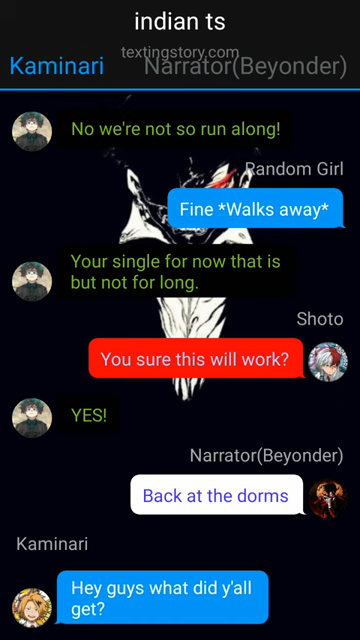 indian ts
textingstory.com
Kaminari
Narrator(Beyonder)
No we're not so run along!
Random Girl
Fine *Walks away*
Your single for now that is
but not for long.
Shoto
You sure this will work?
YES!
Narrator(Beyonder)
Back at the dorms
Kaminari
Hey guys what did y'all
get?